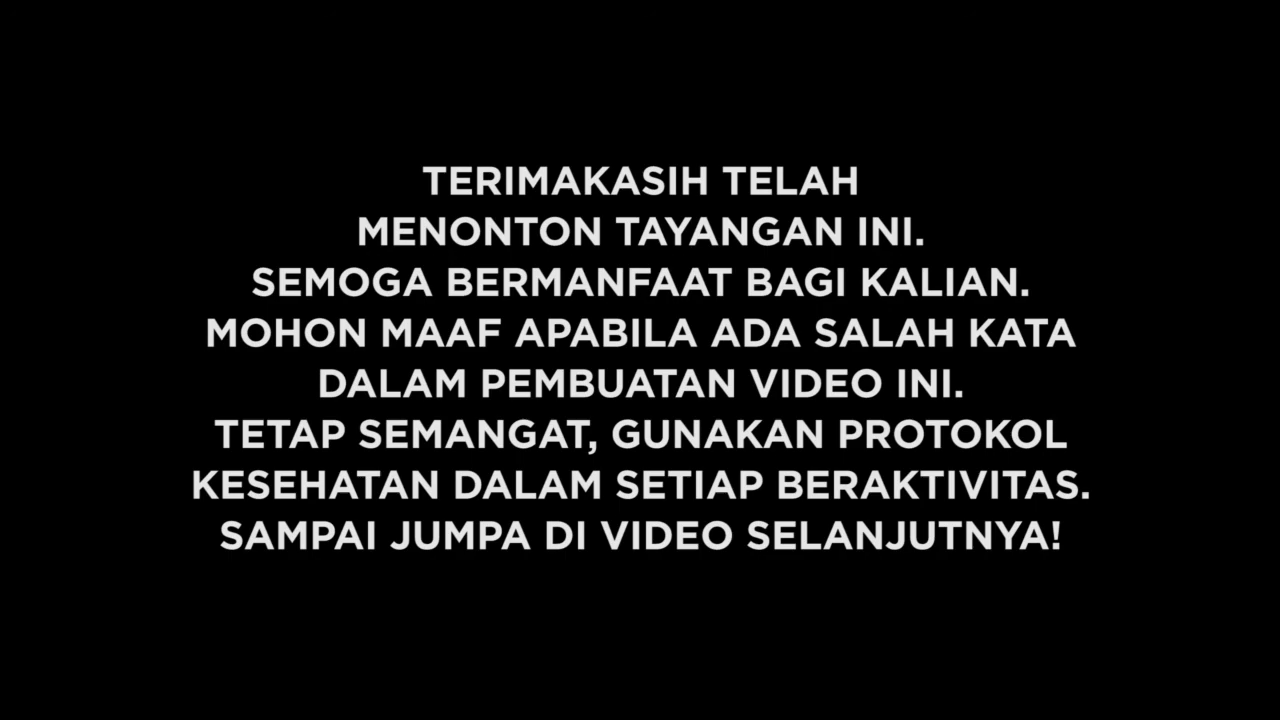 TERIMAKASIH TELAH
MENONTON TAYANGAN INI.
SEMOGA BERMANFAAT BAGI KALIAN.
MOHON MAAF APABILA ADA SALAH KATA
DALAM PEMBUATAN VIDEO INI.
TETAP SEMANGAT, GUNAKAN PROTOKOL
KESEHATAN DALAM SETIAP BERAKTIVITAS.
SAMPAI JUMPA DI VIDEO SELANJUTNYA!